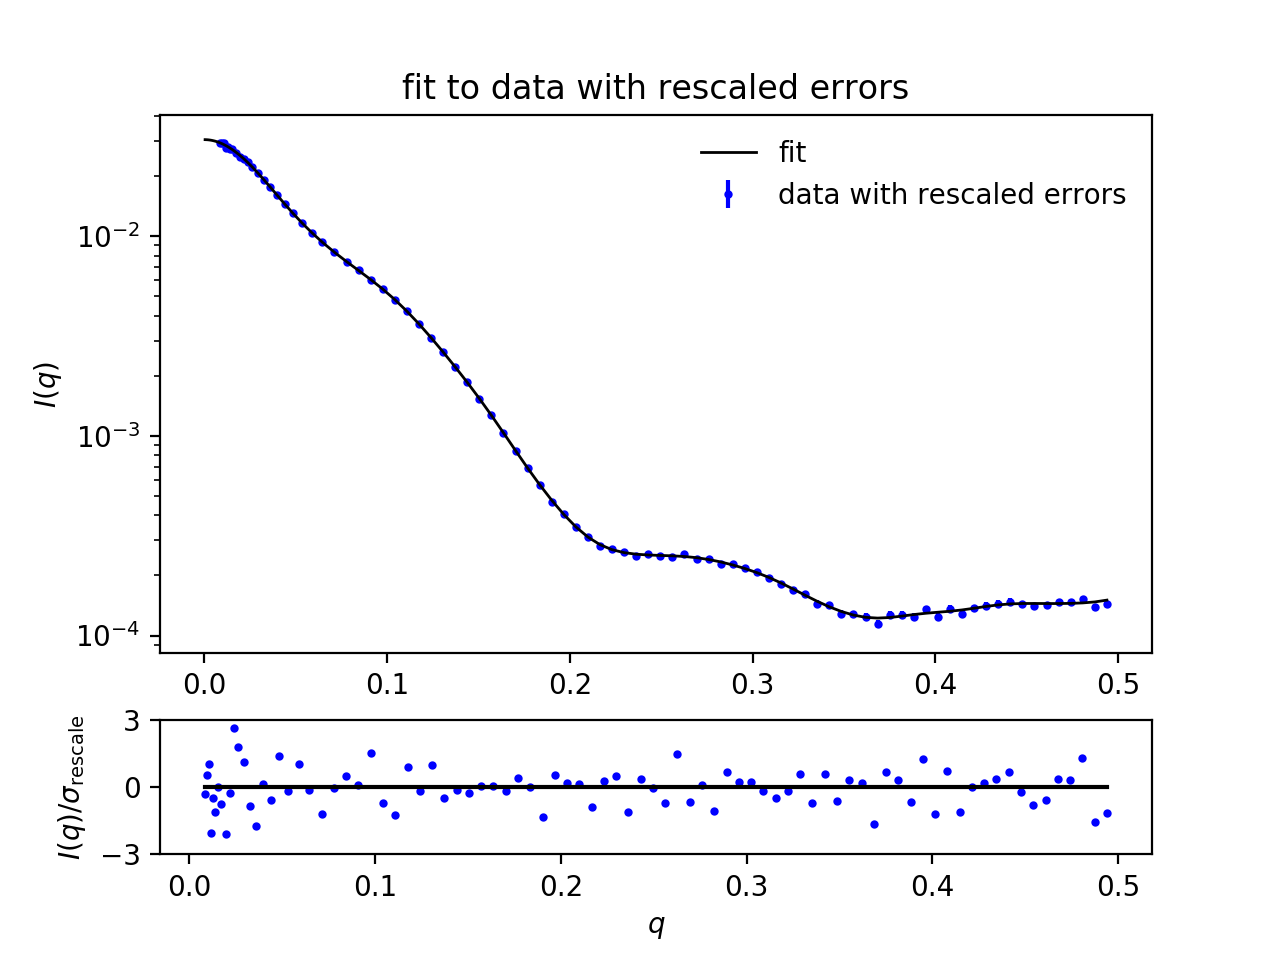 fit to data with rescaled errors
fit
data with rescaled errors
I(q)
10⁻²
10⁻³
10⁻⁴
0.0 0.1 0.2 0.3 0.4 0.5
I(q)/σrescale
3
0
−3
0.0 0.1 0.2 0.3 0.4 0.5
q